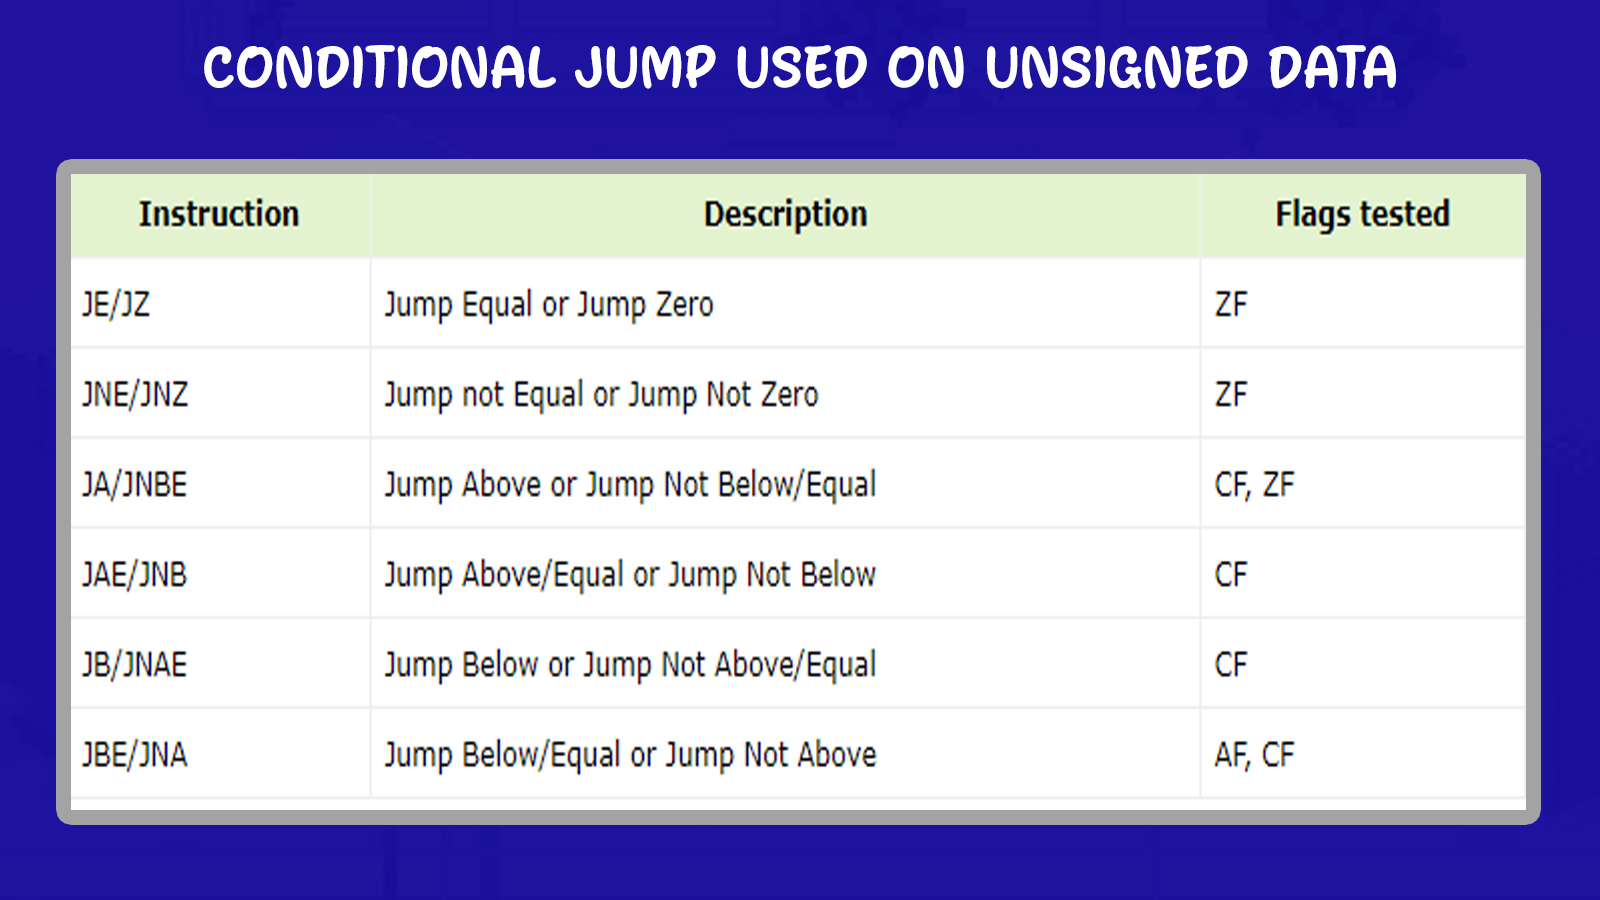 CONDITIONAL JUMP USED ON UNSIGNED DATA
Instruction Description Flags tested
JE/JZ Jump Equal or Jump Zero ZF
JNE/JNZ Jump not Equal or Jump Not Zero ZF
JA/JNBE Jump Above or Jump Not Below/Equal CF, ZF
JAE/JNB Jump Above/Equal or Jump Not Below CF
JB/JNAE Jump Below or Jump Not Above/Equal CF
JBE/JNA Jump Below/Equal or Jump Not Above AF, CF